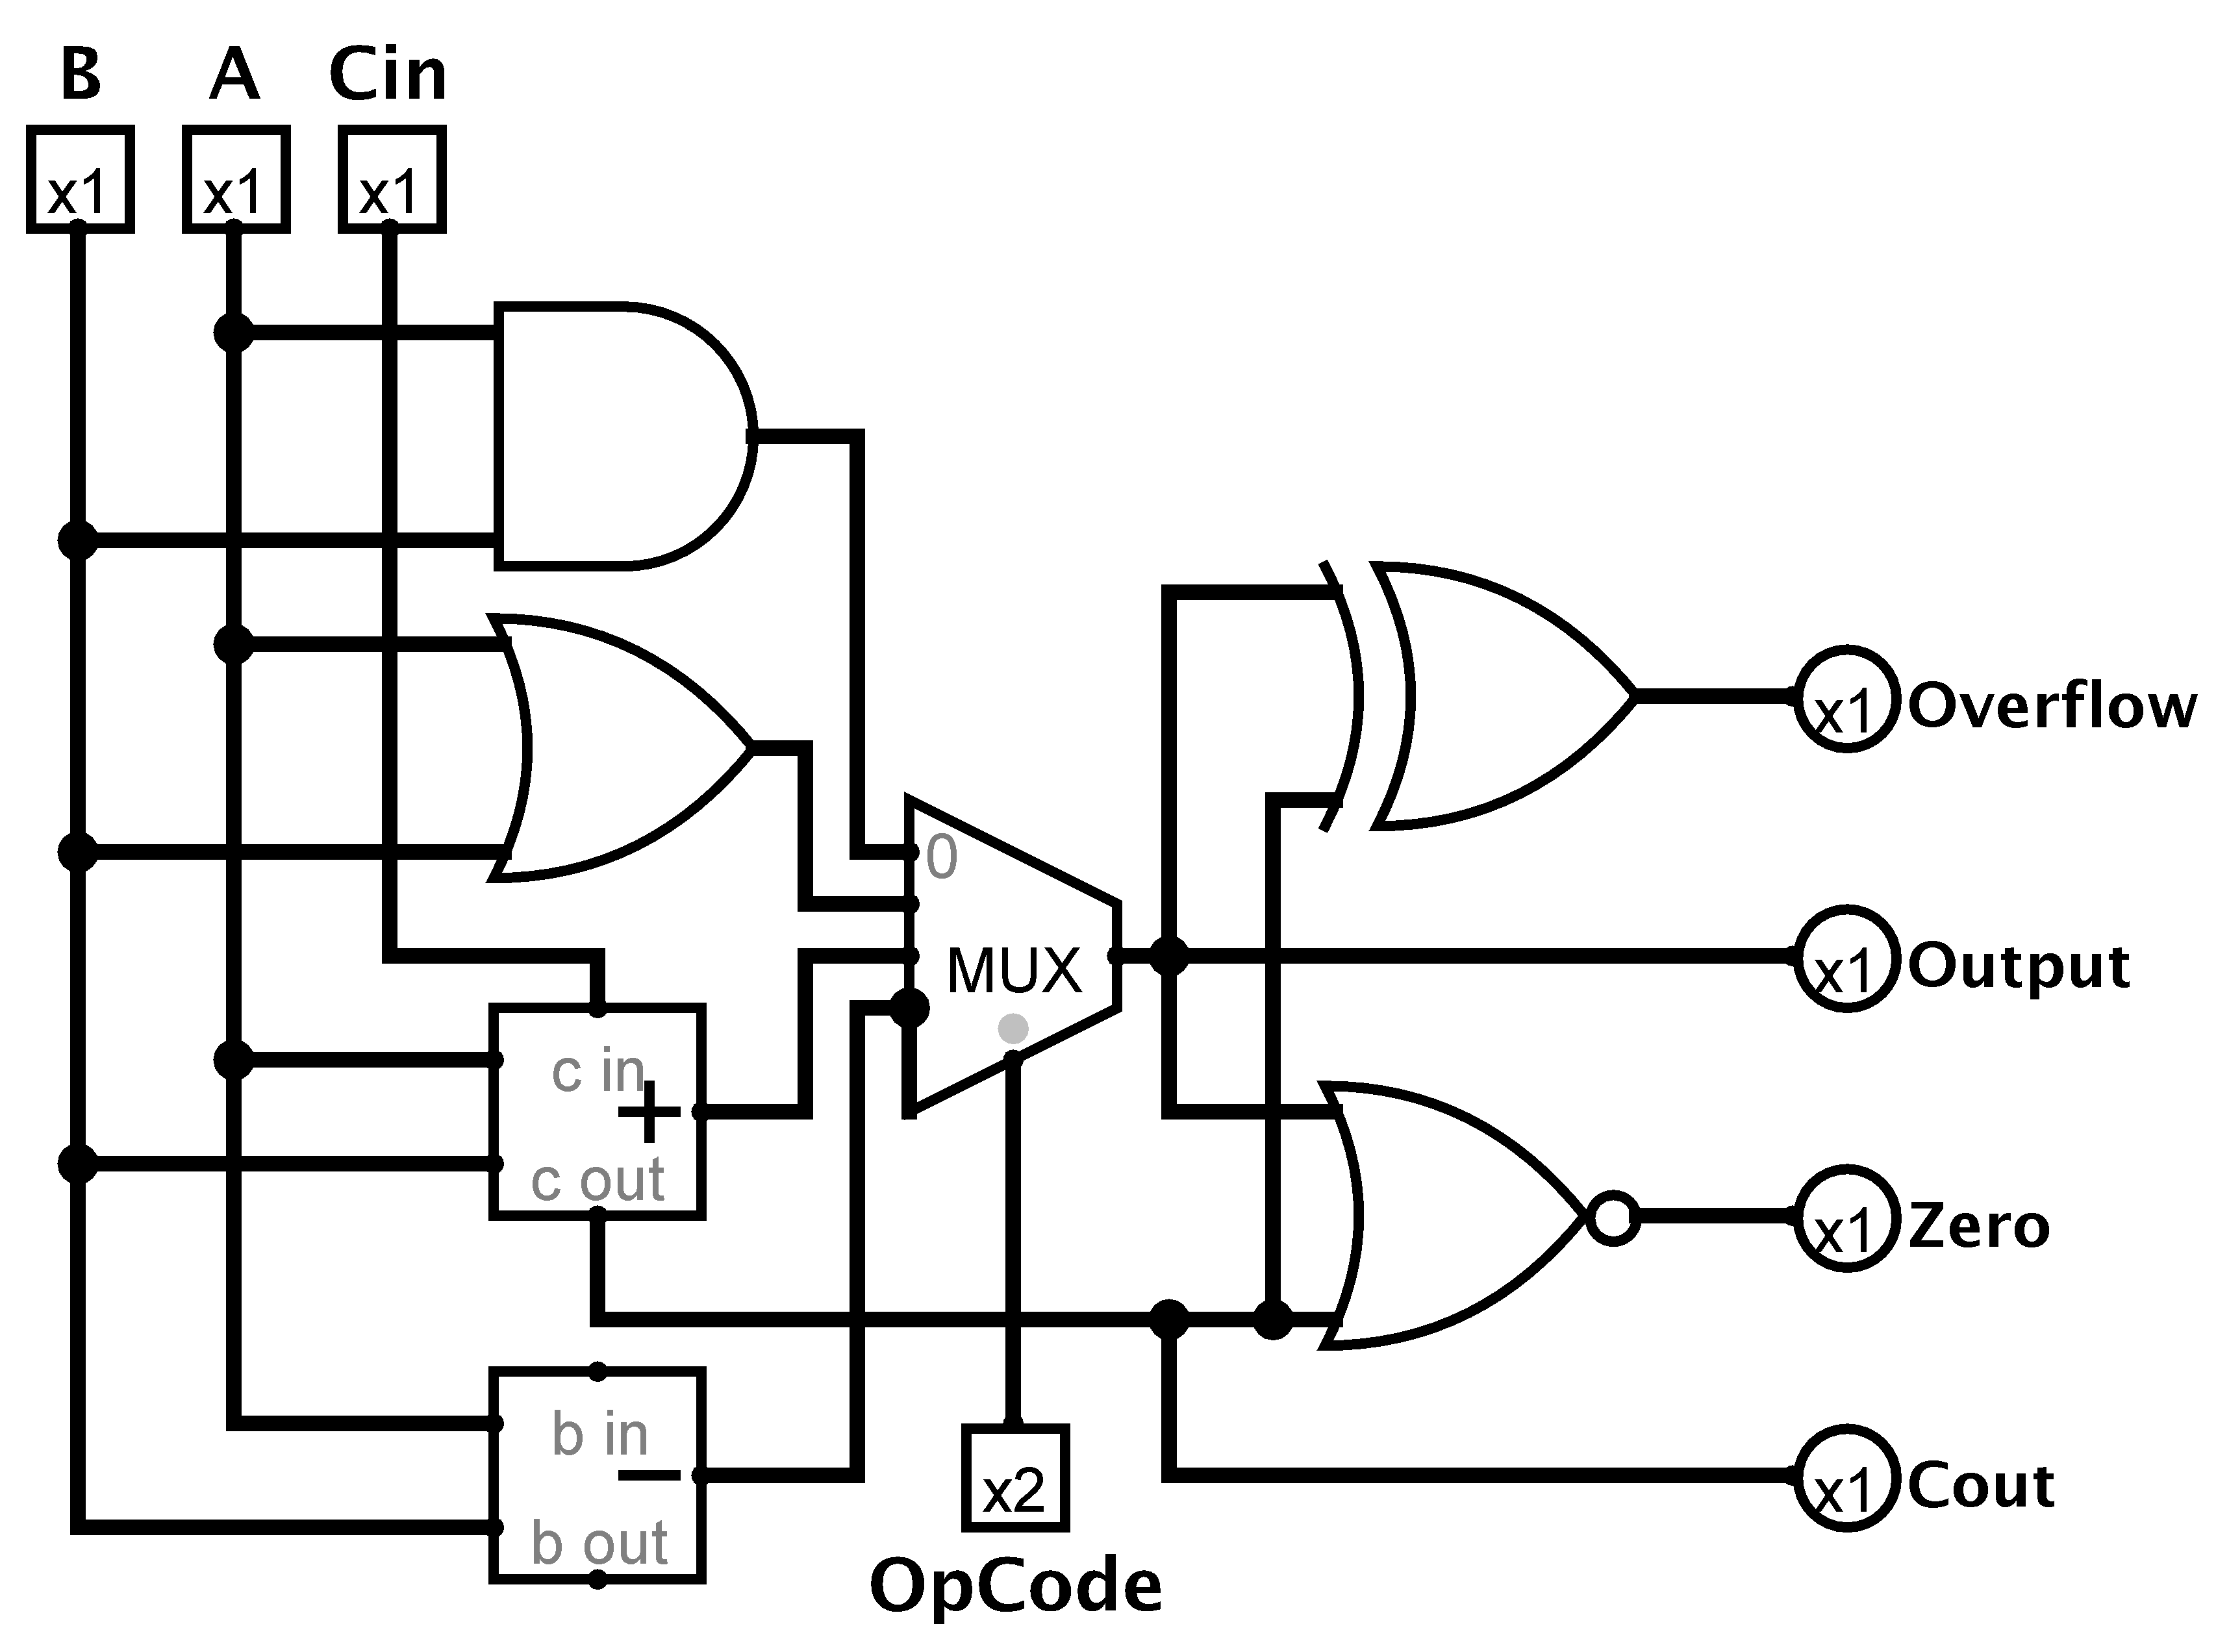 B
A
Cin
x1
x1
x1
0
MUX
c in
+
c out
b in
−
b out
x2
OpCode
x1
Overflow
x1
Output
x1
Zero
x1
Cout